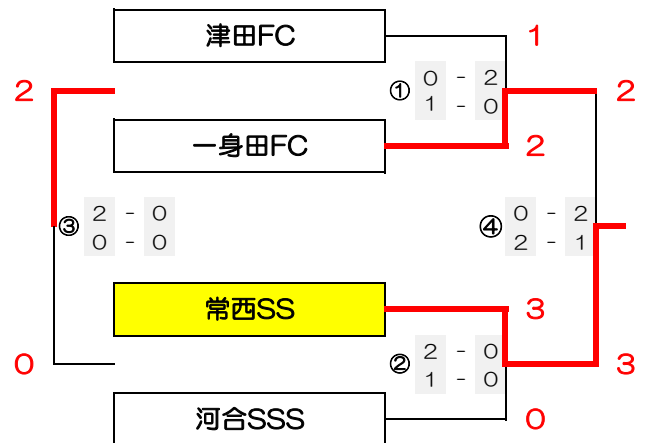 津田FC
1
① 0 - 2
1 - 0
2
2
一身田FC
2
③ 2 - 0
0 - 0
④ 0 - 2
2 - 1
常西SS
3
② 2 - 0
1 - 0
0
3
河合SSS
0